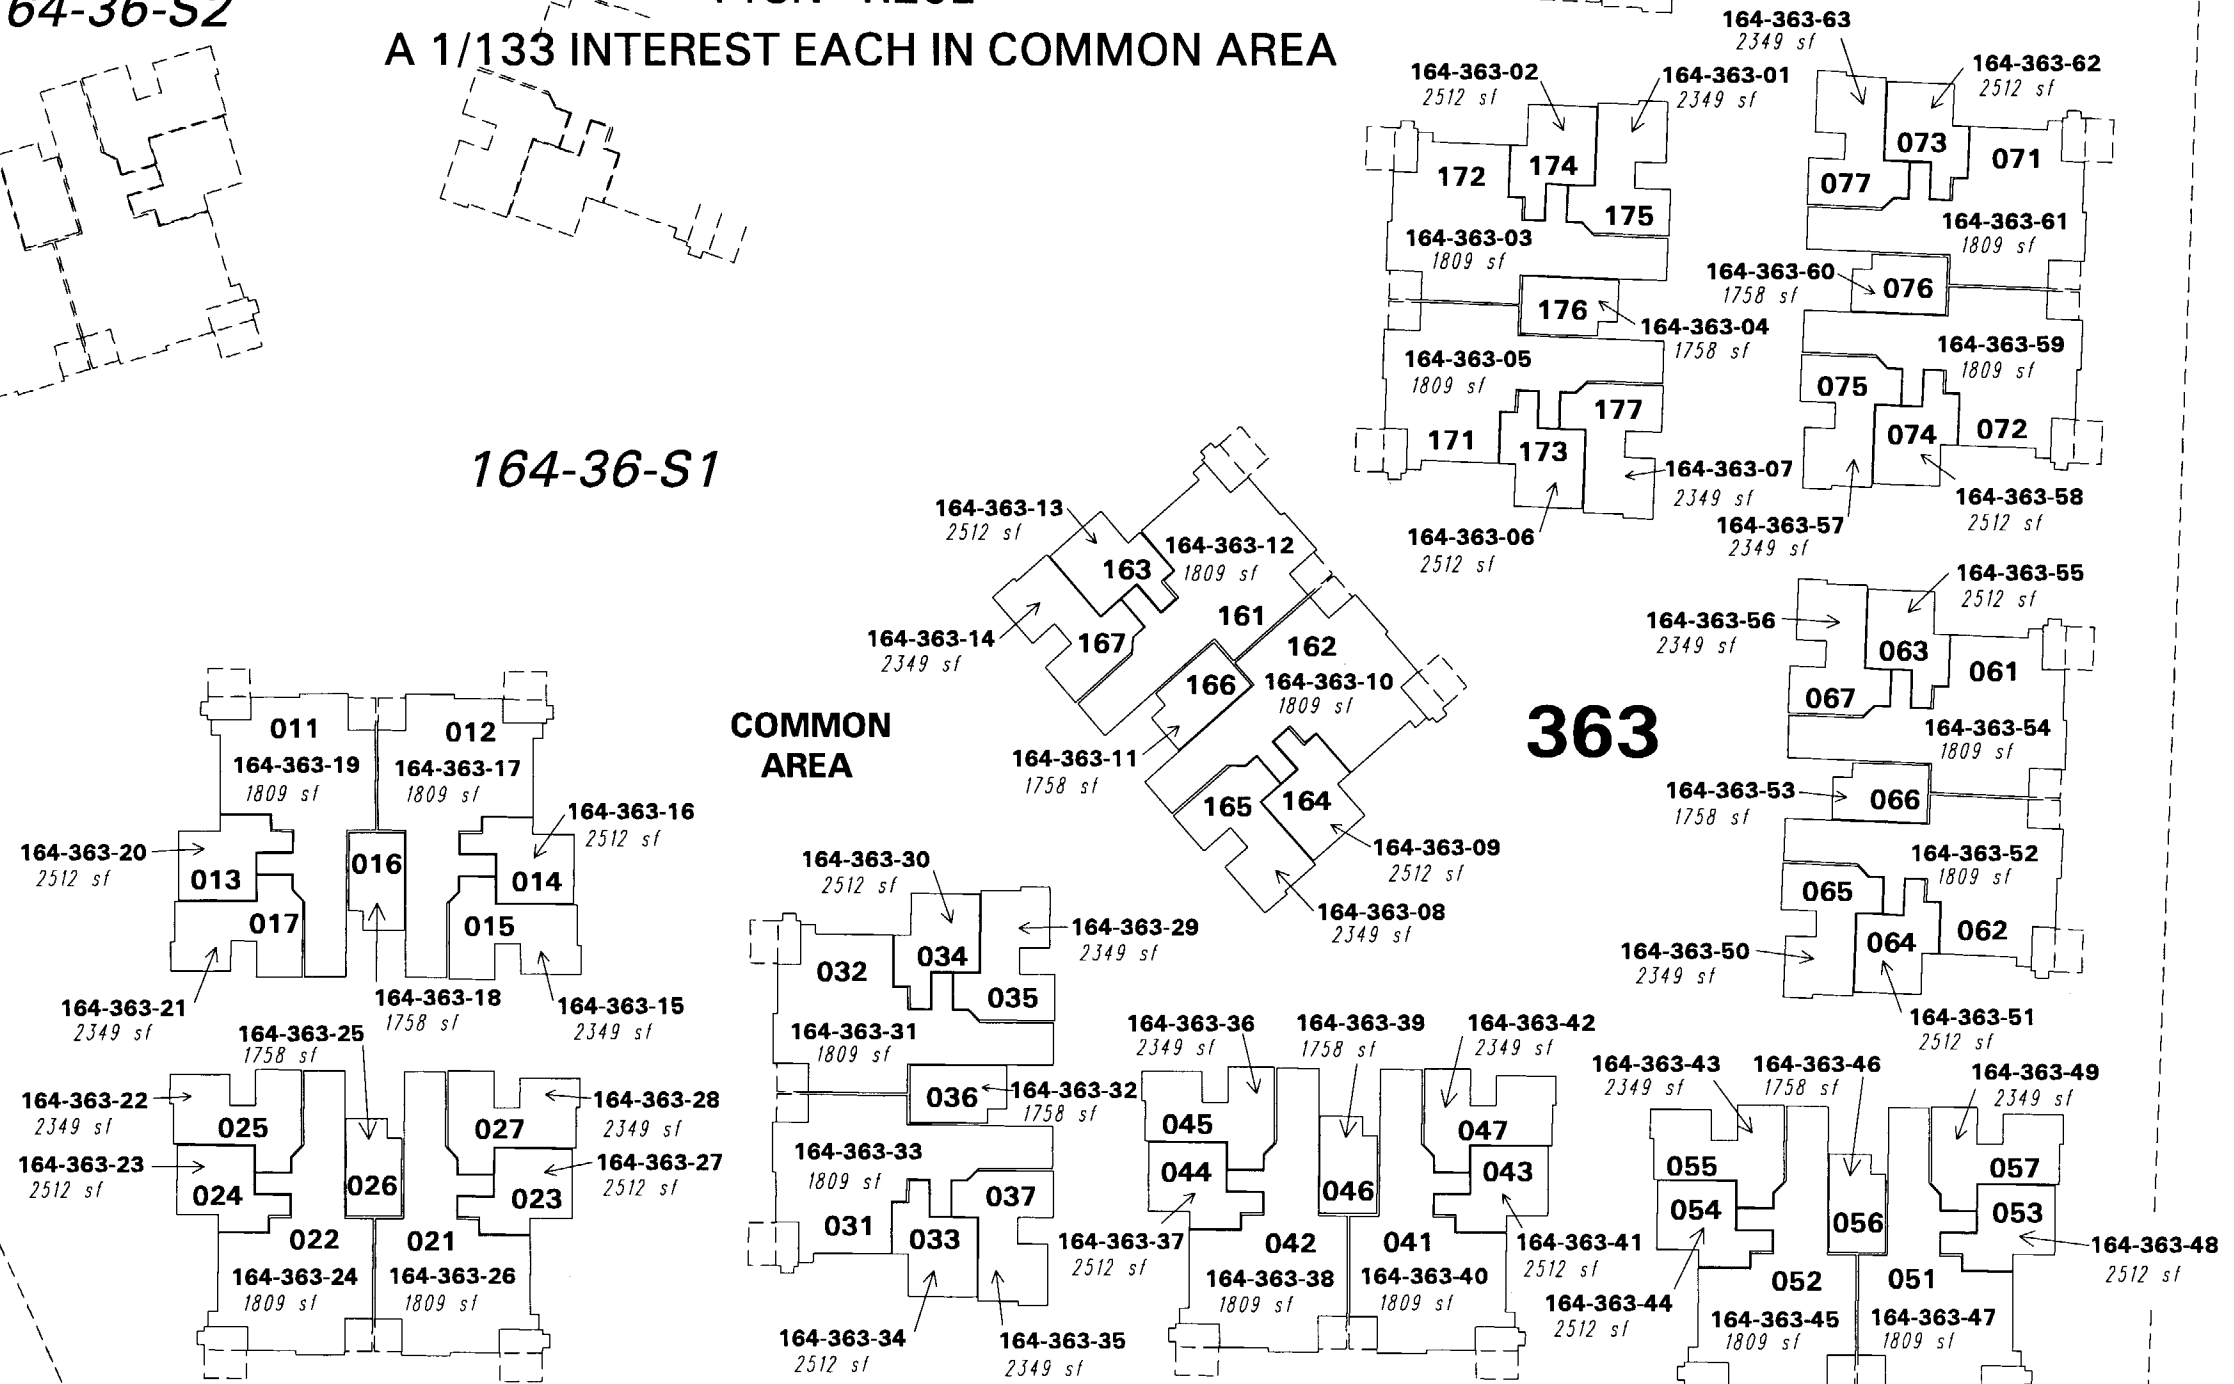 64-36-S2
A 1/133 INTEREST EACH IN COMMON AREA
164-363-63
2349 sf
164-363-62
2512 sf
164-363-02
2512 sf
164-363-01
2349 sf
174
172
175
164-363-03
1809 sf
176
164-363-04
1758 sf
164-363-05
1809 sf
177
171
173
164-363-07
2349 sf
164-363-06
2512 sf
073
071
077
164-363-61
1809 sf
164-363-60
1758 sf
076
164-363-59
1809 sf
075
074
072
164-363-58
2512 sf
164-363-57
2349 sf
164-36-S1
164-363-13
2512 sf
164-363-12
1809 sf
163
161
164-363-14
2349 sf
167
162
166
164-363-10
1809 sf
164-363-11
1758 sf
165
164
164-363-09
2512 sf
164-363-08
2349 sf
363
164-363-55
2512 sf
164-363-56
2349 sf
063
061
067
164-363-54
1809 sf
164-363-53
1758 sf
066
164-363-52
1809 sf
065
064
062
164-363-50
2349 sf
164-363-51
2512 sf
COMMON
AREA
011
012
164-363-19
1809 sf
164-363-17
1809 sf
164-363-16
2512 sf
164-363-20
2512 sf
013
016
014
017
015
164-363-21
2349 sf
164-363-18
1758 sf
164-363-15
2349 sf
164-363-25
1758 sf
164-363-22
2349 sf
025
027
164-363-28
2349 sf
164-363-23
2512 sf
024
026
023
164-363-27
2512 sf
022
021
164-363-24
1809 sf
164-363-26
1809 sf
164-363-30
2512 sf
164-363-29
2349 sf
034
032
035
164-363-31
1809 sf
036
164-363-32
1758 sf
164-363-33
1809 sf
037
031
033
164-363-34
2512 sf
164-363-35
2349 sf
164-363-36
2349 sf
164-363-39
1758 sf
164-363-42
2349 sf
045
047
044
046
043
164-363-37
2512 sf
042
041
164-363-41
2512 sf
164-363-38
1809 sf
164-363-40
1809 sf
164-363-43
2349 sf
164-363-46
1758 sf
164-363-49
2349 sf
055
057
054
056
053
164-363-48
2512 sf
052
051
164-363-44
2512 sf
164-363-45
1809 sf
164-363-47
1809 sf